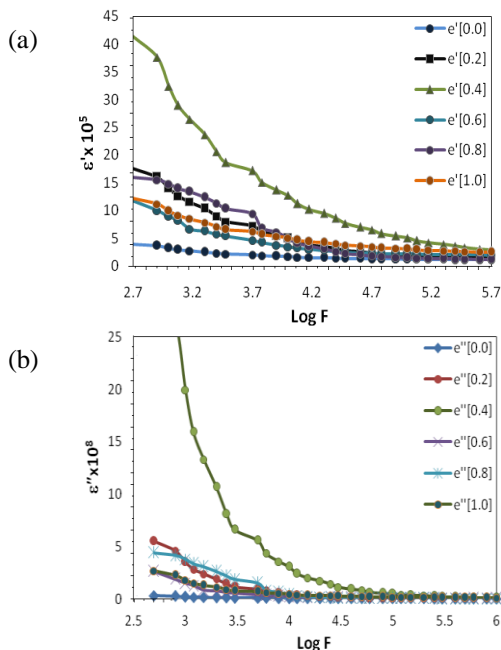 (a)
45
40
35
30
25
20
15
10
5
0
ε'x 10⁵
2.7 3.2 3.7 4.2 4.7 5.2 5.7
Log F
e'[0.0]
e'[0.2]
e'[0.4]
e'[0.6]
e'[0.8]
e'[1.0]
(b)
25
20
15
10
5
0
ε''x10⁸
2.5 3 3.5 4 4.5 5 5.5 6
Log F
e''[0.0]
e''[0.2]
e''[0.4]
e''[0.6]
e''[0.8]
e''[1.0]